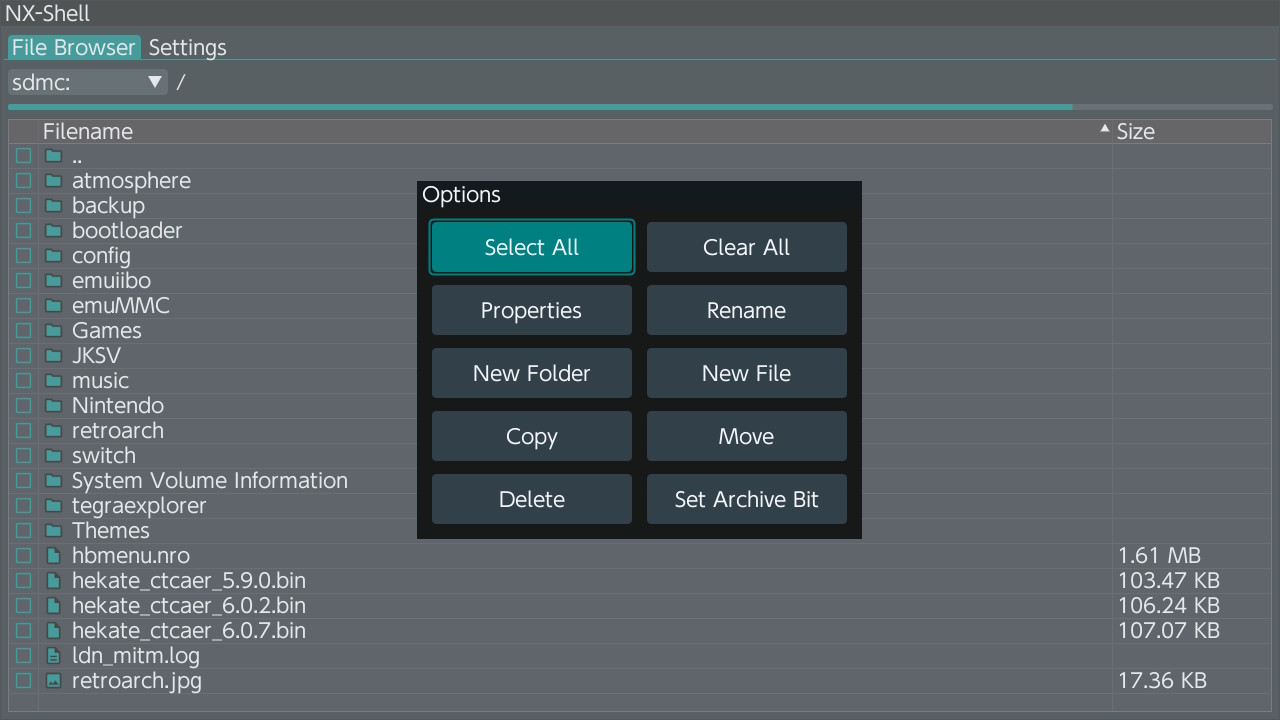 NX-Shell
File Browser Settings
sdmc: /
Filename Size
..
atmosphere
backup
bootloader
config
emuiibo
emuMMC
Games
JKSV
music
Nintendo
retroarch
switch
System Volume Information
tegraexplorer
Themes
hbmenu.nro 1.61 MB
hekate_ctcaer_5.9.0.bin 103.47 KB
hekate_ctcaer_6.0.2.bin 106.24 KB
hekate_ctcaer_6.0.7.bin 107.07 KB
ldn_mitm.log
retroarch.jpg 17.36 KB
Options
Select All Clear All
Properties Rename
New Folder New File
Copy Move
Delete Set Archive Bit